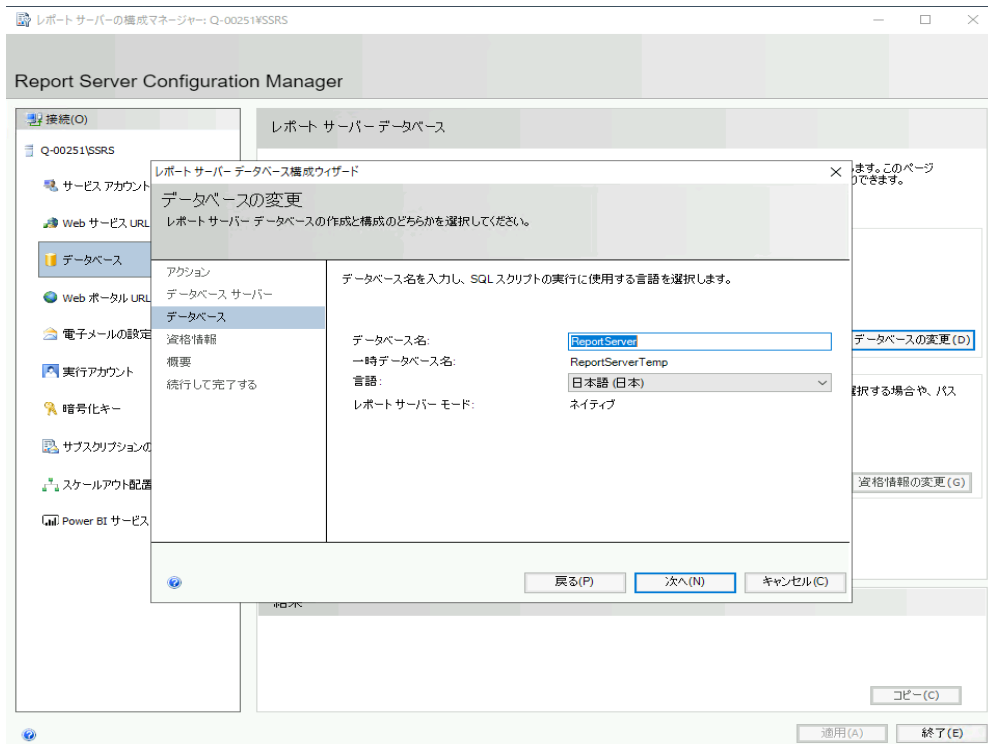 レポート サーバーの構成マネージャー: Q-00251¥SSRS
Report Server Configuration Manager
接続(O)
Q-00251\SSRS
サービス アカウント
Web サービス URL
データベース
Web ポータル URL
電子メールの設定
実行アカウント
暗号化キー
サブスクリプションの
スケールアウト配置
Power BI サービス
レポート サーバー データベース
ます。このページ
できます。
データベースの変更(D)
択する場合や、パス
資格情報の変更(G)
レポート サーバー データベース構成ウィザード
データベースの変更
レポート サーバー データベースの作成と構成のどちらかを選択してください。
アクション
データベース サーバー
データベース
資格情報
概要
続行して完了する
データベース名を入力し、SQL スクリプトの実行に使用する言語を選択します。
データベース名: ReportServer
一時データベース名: ReportServerTemp
言語: 日本語 (日本)
レポート サーバー モード: ネイティブ
戻る(P) 次へ(N) キャンセル(C)
結果
コピー(C)
適用(A) 終了(E)